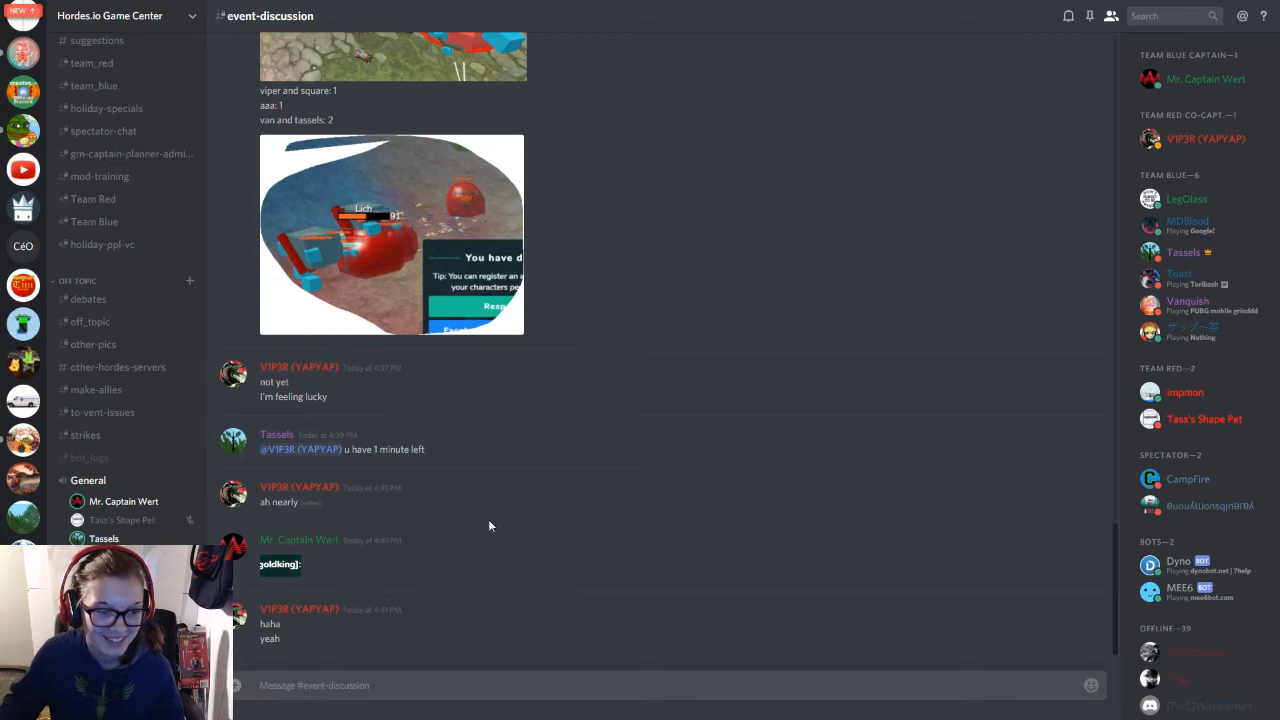 NEW ↑
Hordes.io Game Center
#event-discussion
Search
suggestions
team_red
team_blue
holiday-specials
spectator-chat
gm-captain-planner-admi...
mod-training
Team Red
Team Blue
holiday-ppl-vc
OFF TOPIC
debates
off_topic
other-pics
other-hordes-servers
make-allies
to-vent-issues
strikes
bot_logs
General
Mr. Captain Wert
Tass's Shape Pet
Tassels
CéO
viper and square: 1
aaa: 1
van and tassels: 2
Lich
91
You have d
Tip: You can register an a
your characters pe
Resp
V1P3R (YAPYAP) Today at 4:37 PM
not yet
I'm feeling lucky
Tassels Today at 4:39 PM
@V1P3R (YAPYAP) u have 1 minute left
V1P3R (YAPYAP) Today at 4:41 PM
ah nearly (edited)
Mr. Captain Wert Today at 4:41 PM
goldking]:
V1P3R (YAPYAP) Today at 4:41 PM
haha
yeah
Message #event-discussion
TEAM BLUE CAPTAIN—1
Mr. Captain Wert
TEAM RED CO-CAPT.—1
V1P3R (YAPYAP)
TEAM BLUE—6
LegOlass
MDBlood
Playing Google!
Tassels
Toast
Playing Toribash
Vanquish
Playing PUBG mobile grinddd
Playing Nothing
TEAM RED—2
impmon
Tass's Shape Pet
SPECTATOR—2
CampFire
BOTS—2
Dyno BOT
Playing dynobot.net | ?help
MEE6 BOT
Playing mee6bot.com
OFFLINE—39